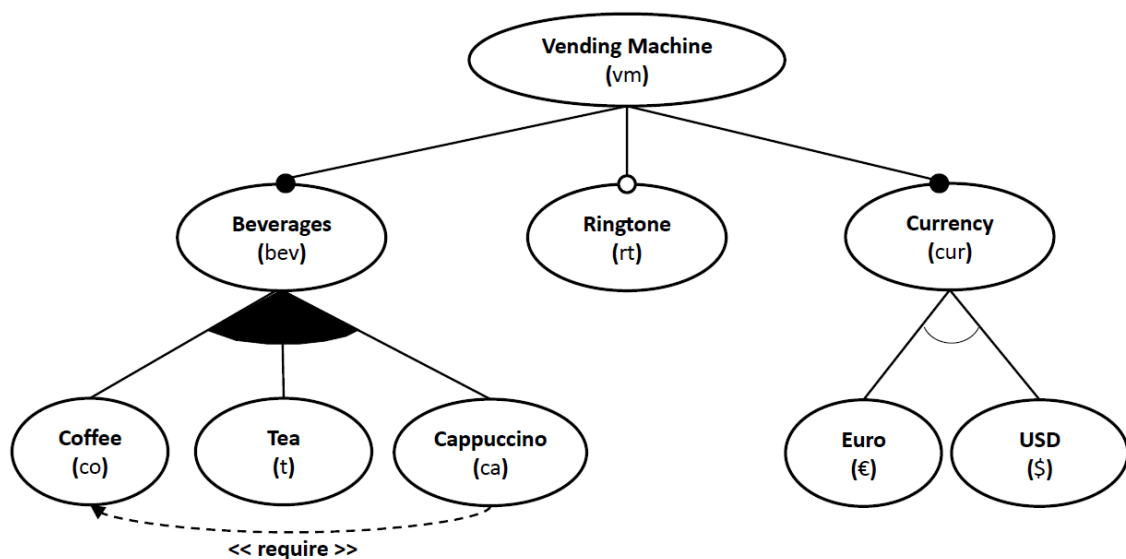 Vending Machine
(vm)
Beverages
(bev)
Ringtone
(rt)
Currency
(cur)
Coffee
(co)
Tea
(t)
Cappuccino
(ca)
Euro
(€)
USD
($)
<< require >>